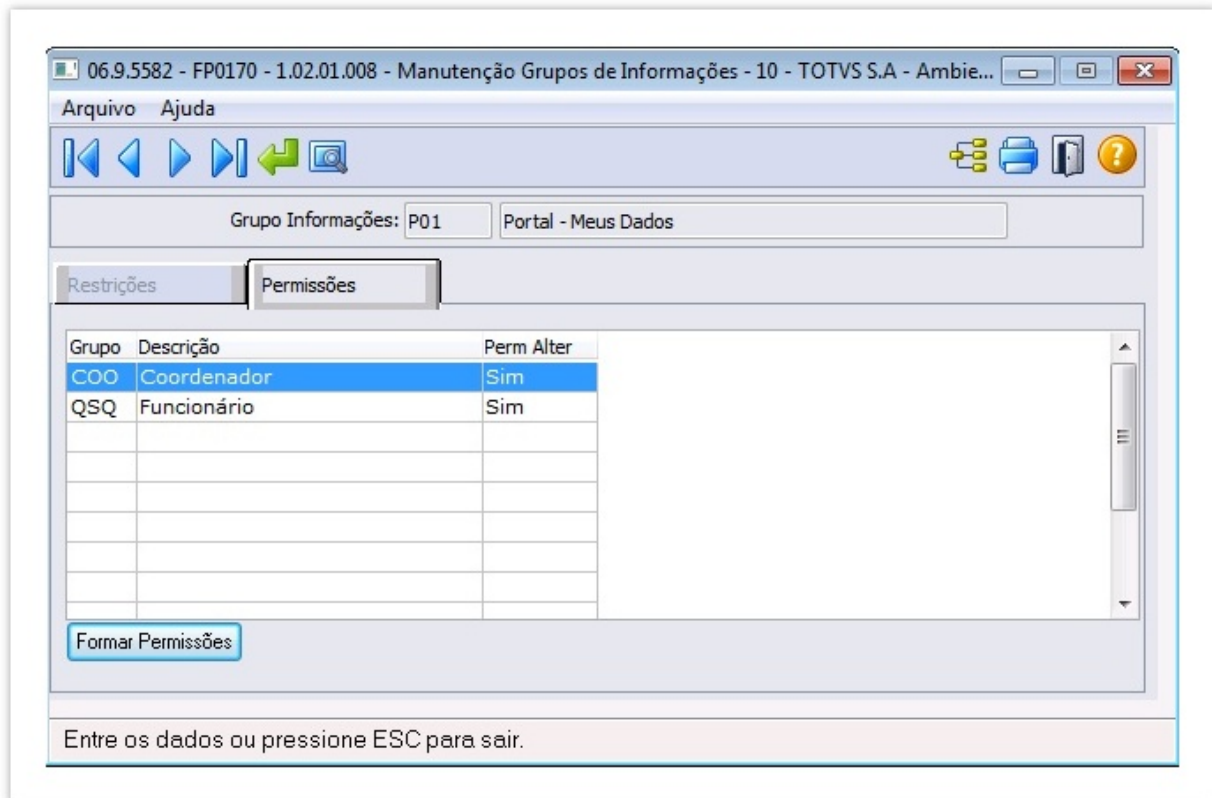 06.9.5582 - FP0170 - 1.02.01.008 - Manutenção Grupos de Informações - 10 - TOTVS S.A - Ambie...
Arquivo Ajuda
Grupo Informações: P01 Portal - Meus Dados
Restrições Permissões
Grupo Descrição Perm Alter
COO Coordenador Sim
QSQ Funcionário Sim
Formar Permissões
Entre os dados ou pressione ESC para sair.